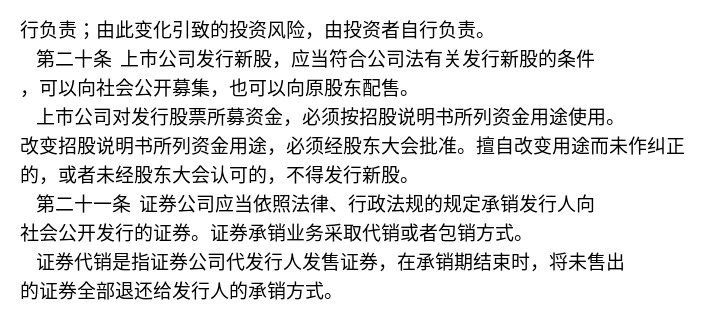 行负责；由此变化引致的投资风险，由投资者自行负责。
第二十条 上市公司发行新股，应当符合公司法有关发行新股的条件
，可以向社会公开募集，也可以向原股东配售。
上市公司对发行股票所募资金，必须按招股说明书所列资金用途使用。
改变招股说明书所列资金用途，必须经股东大会批准。擅自改变用途而未作纠正
的，或者未经股东大会认可的，不得发行新股。
第二十一条 证券公司应当依照法律、行政法规的规定承销发行人向
社会公开发行的证券。证券承销业务采取代销或者包销方式。
证券代销是指证券公司代发行人发售证券，在承销期结束时，将未售出
的证券全部退还给发行人的承销方式。